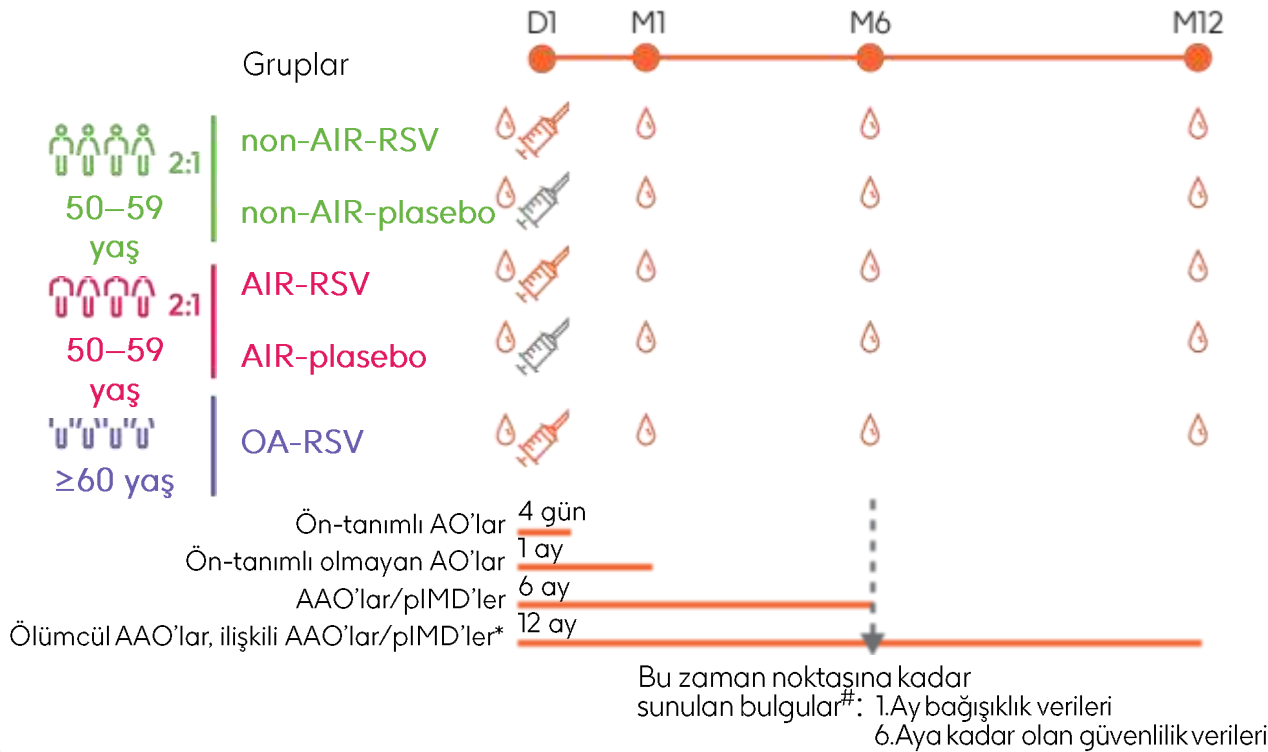 D1 M1 M6 M12
Gruplar
2:1
50–59
yaş
non-AIR-RSV
non-AIR-plasebo
2:1
50–59
yaş
AIR-RSV
AIR-plasebo
≥60 yaş
OA-RSV
Ön-tanımlı AO’lar 4 gün
Ön-tanımlı olmayan AO’lar 1 ay
AAO’lar/pIMD’ler 6 ay
Ölümcül AAO’lar, ilişkili AAO’lar/pIMD’ler* 12 ay
Bu zaman noktasına kadar
sunulan bulgular#: 1.Ay bağışıklık verileri
6.Aya kadar olan güvenlilik verileri